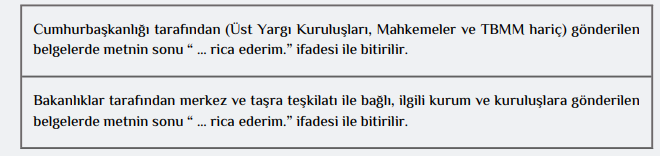 Cumhurbaşkanlığı tarafından (Üst Yargı Kuruluşları, Mahkemeler ve TBMM hariç) gönderilen
belgelerde metnin sonu “ ... rica ederim.” ifadesi ile bitirilir.
Bakanlıklar tarafından merkez ve taşra teşkilatı ile bağlı, ilgili kurum ve kuruluşlara gönderilen
belgelerde metnin sonu “ ... rica ederim.” ifadesi ile bitirilir.